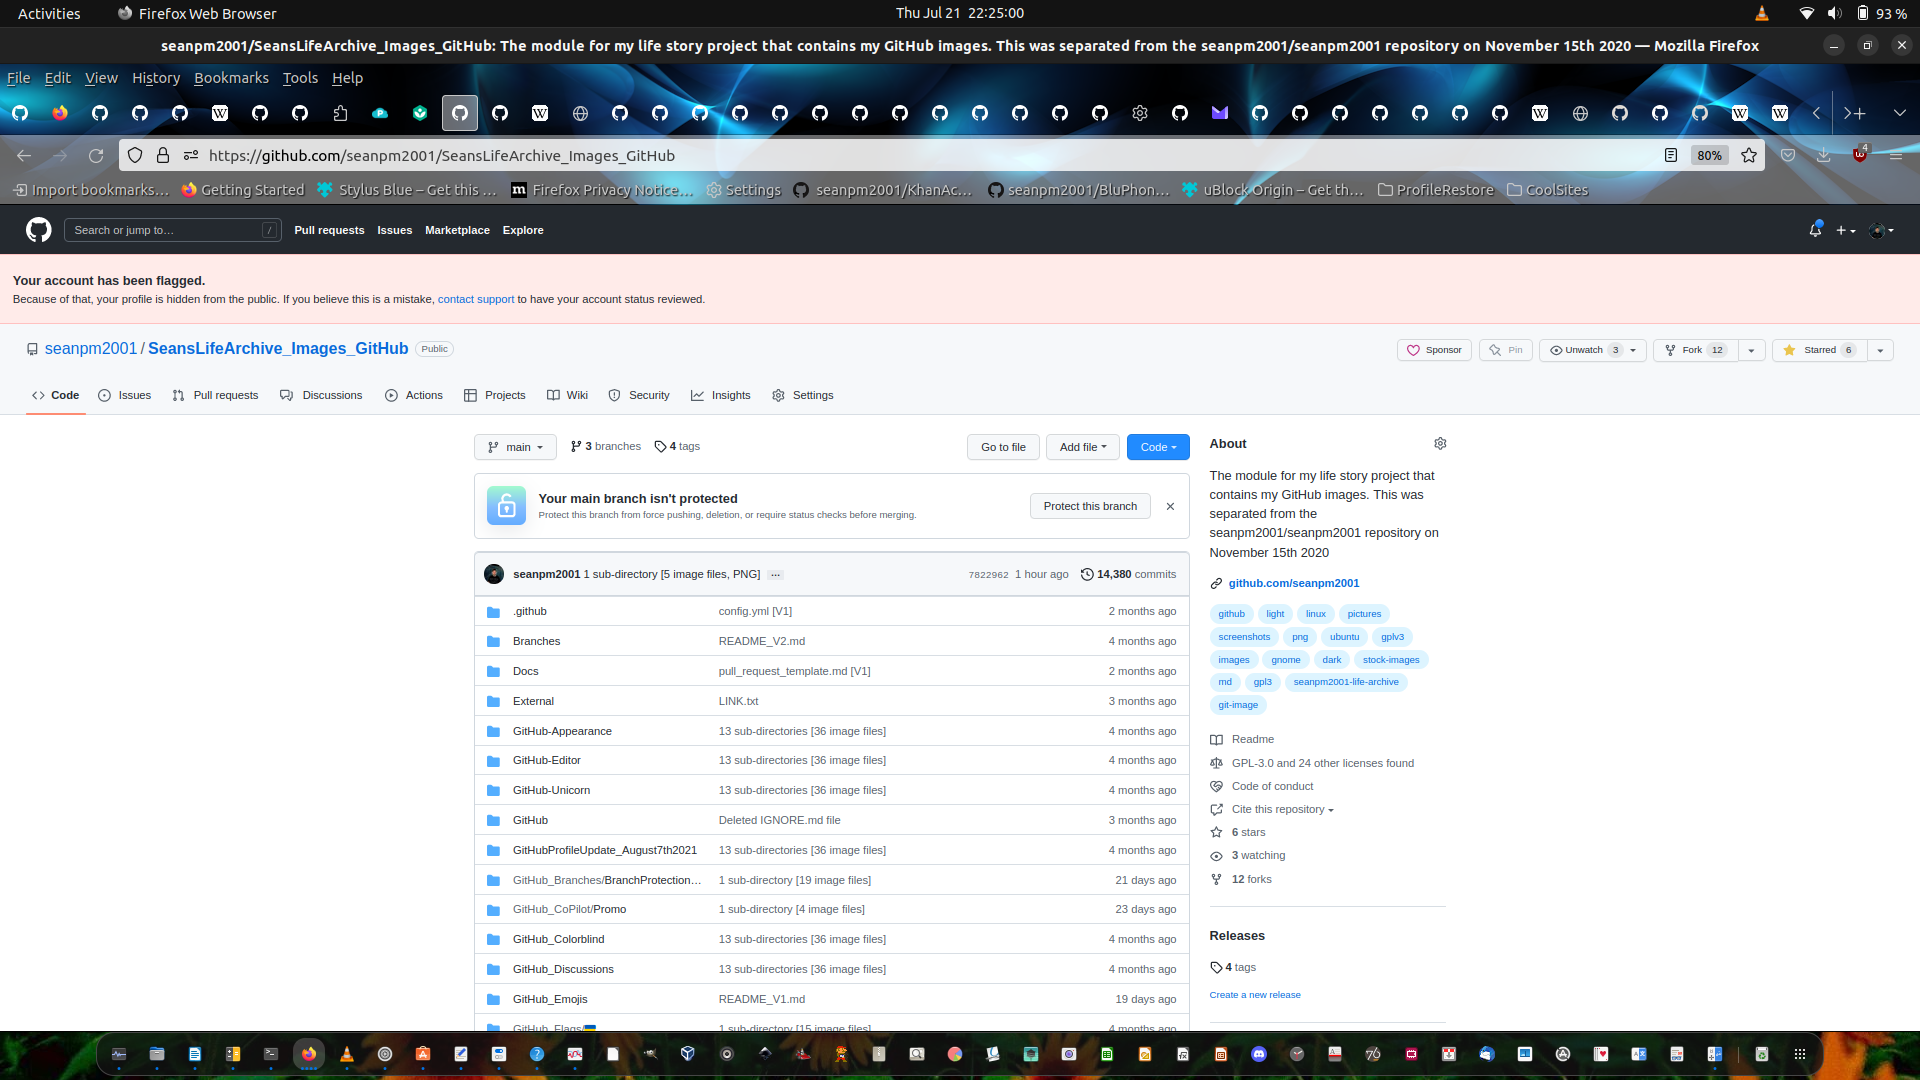 Activities Firefox Web Browser Thu Jul 21 22:25:00 93 %
seanpm2001/SeansLifeArchive_Images_GitHub: The module for my life story project that contains my GitHub images. This was separated from the seanpm2001/seanpm2001 repository on November 15th 2020 — Mozilla Firefox
File Edit View History Bookmarks Tools Help
https://github.com/seanpm2001/SeansLifeArchive_Images_GitHub 80% 4
Import bookmarks… Getting Started Stylus Blue – Get this … Firefox Privacy Notice… Settings seanpm2001/KhanAc… seanpm2001/BluPhon… uBlock Origin – Get th… ProfileRestore CoolSites
Search or jump to… / Pull requests Issues Marketplace Explore
Your account has been flagged.
Because of that, your profile is hidden from the public. If you believe this is a mistake, contact support to have your account status reviewed.
seanpm2001 / SeansLifeArchive_Images_GitHub Public Sponsor Pin Unwatch 3 Fork 12 Starred 6
Code Issues Pull requests Discussions Actions Projects Wiki Security Insights Settings
main 3 branches 4 tags Go to file Add file Code
Your main branch isn't protected
Protect this branch from force pushing, deletion, or require status checks before merging.
Protect this branch
seanpm2001 1 sub-directory [5 image files, PNG] … 7822962 1 hour ago 14,380 commits
.github config.yml [V1] 2 months ago
Branches README_V2.md 4 months ago
Docs pull_request_template.md [V1] 2 months ago
External LINK.txt 3 months ago
GitHub-Appearance 13 sub-directories [36 image files] 4 months ago
GitHub-Editor 13 sub-directories [36 image files] 4 months ago
GitHub-Unicorn 13 sub-directories [36 image files] 4 months ago
GitHub Deleted IGNORE.md file 3 months ago
GitHubProfileUpdate_August7th2021 13 sub-directories [36 image files] 4 months ago
GitHub_Branches/BranchProtection… 1 sub-directory [19 image files] 21 days ago
GitHub_CoPilot/Promo 1 sub-directory [4 image files] 23 days ago
GitHub_Colorblind 13 sub-directories [36 image files] 4 months ago
GitHub_Discussions 13 sub-directories [36 image files] 4 months ago
GitHub_Emojis README_V1.md 19 days ago
GitHub_Flags/ 1 sub-directory [15 image files] 4 months ago
About
The module for my life story project that
contains my GitHub images. This was
separated from the
seanpm2001/seanpm2001 repository on
November 15th 2020
github.com/seanpm2001
github light linux pictures
screenshots png ubuntu gplv3
images gnome dark stock-images
md gpl3 seanpm2001-life-archive
git-image
Readme
GPL-3.0 and 24 other licenses found
Code of conduct
Cite this repository
6 stars
3 watching
12 forks
Releases
4 tags
Create a new release